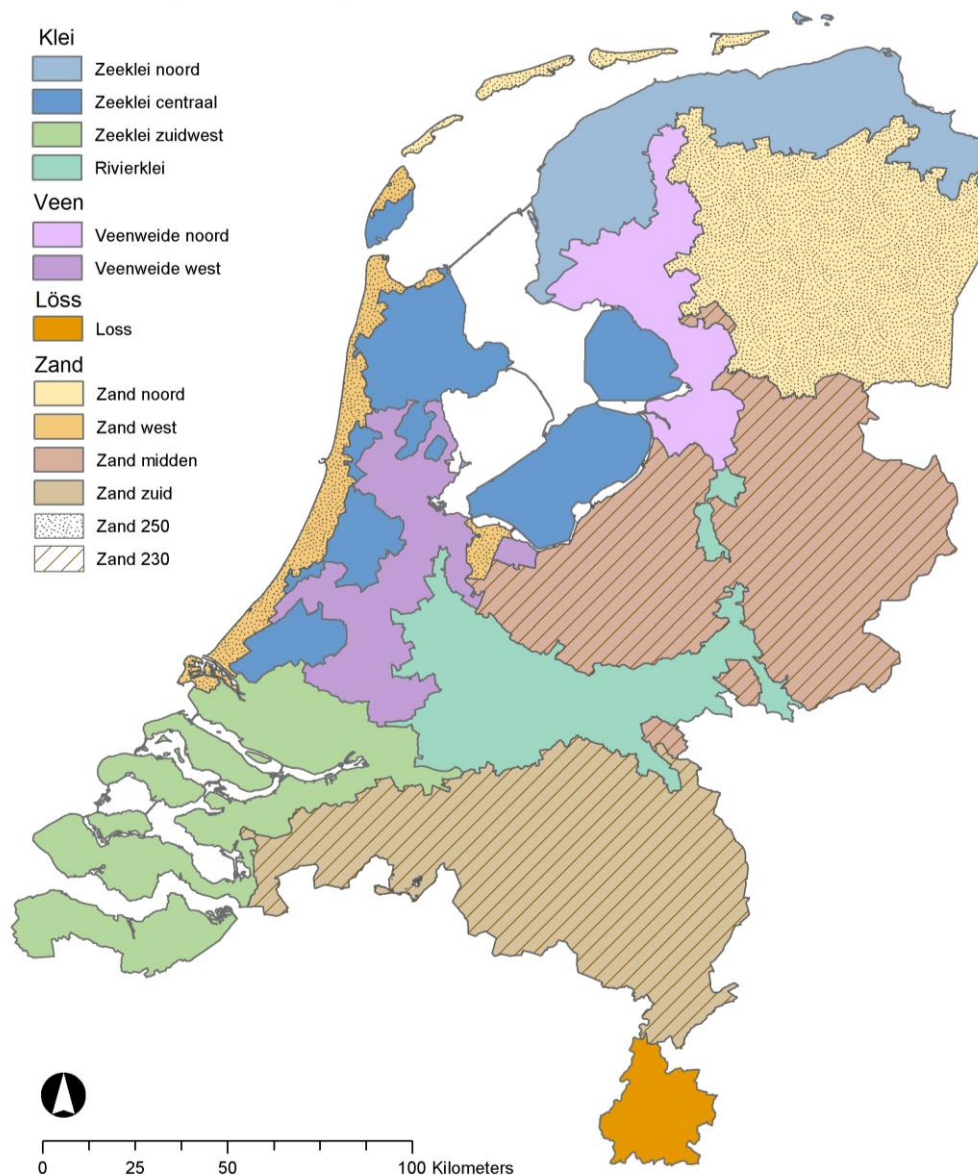 Klei
Zeeklei noord
Zeeklei centraal
Zeeklei zuidwest
Rivierklei
Veen
Veenweide noord
Veenweide west
Löss
Loss
Zand
Zand noord
Zand west
Zand midden
Zand zuid
Zand 250
Zand 230
0 25 50 100 Kilometers